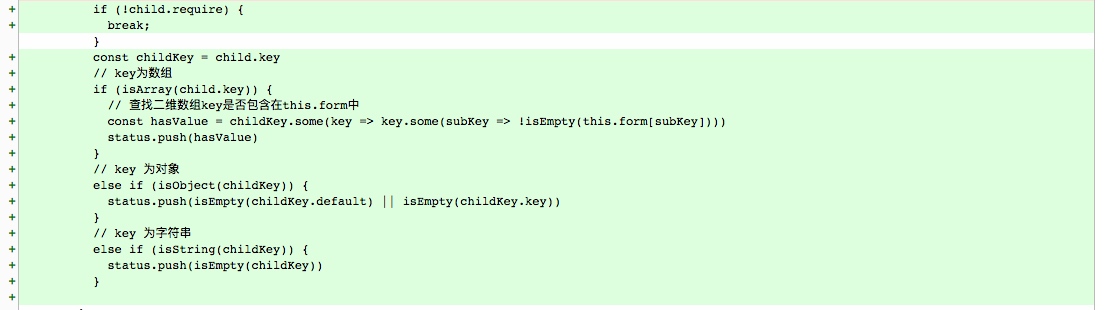 + if (!child.require) {
+ break;
}
+ const childKey = child.key
+ // key为数组
+ if (isArray(child.key)) {
+ // 查找二维数组key是否包含在this.form中
+ const hasValue = childKey.some(key => key.some(subKey => !isEmpty(this.form[subKey])))
+ status.push(hasValue)
+ }
+ // key 为对象
+ else if (isObject(childKey)) {
+ status.push(isEmpty(childKey.default) || isEmpty(childKey.key))
+ }
+ // key 为字符串
+ else if (isString(childKey)) {
+ status.push(isEmpty(childKey))
+ }
+